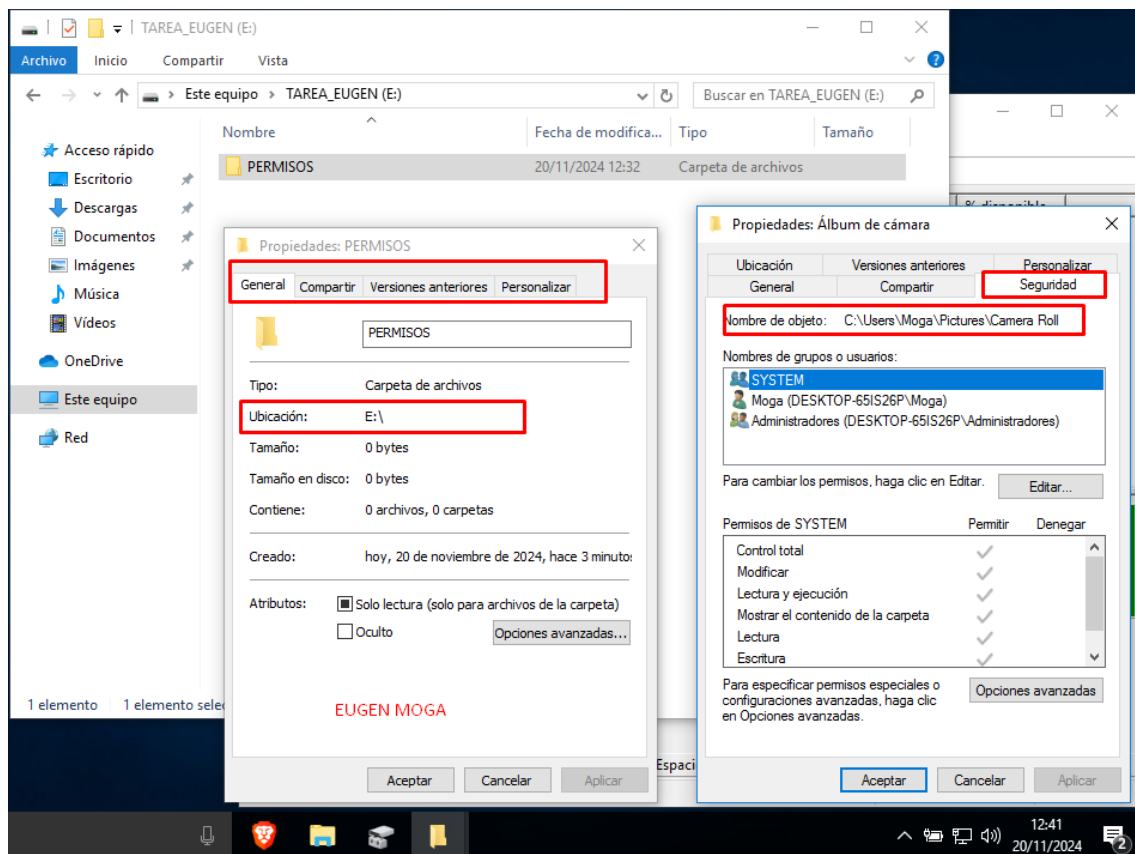 TAREA_EUGEN (E:)
Archivo Inicio Compartir Vista
Este equipo > TAREA_EUGEN (E:)
Buscar en TAREA_EUGEN (E:)
Nombre Fecha de modifica... Tipo Tamaño
PERMISOS 20/11/2024 12:32 Carpeta de archivos
Acceso rápido
Escritorio
Descargas
Documentos
Imágenes
Música
Vídeos
OneDrive
Este equipo
Red
1 elemento 1 elemento selec
Propiedades: PERMISOS
General Compartir Versiones anteriores Personalizar
PERMISOS
Tipo: Carpeta de archivos
Ubicación: E:\
Tamaño: 0 bytes
Tamaño en disco: 0 bytes
Contiene: 0 archivos, 0 carpetas
Creado: hoy, 20 de noviembre de 2024, hace 3 minutos
Atributos: Solo lectura (solo para archivos de la carpeta)
Oculto Opciones avanzadas...
EUGEN MOGA
Aceptar Cancelar Aplicar
Espaci
% disponible
Propiedades: Álbum de cámara
Ubicación Versiones anteriores Personalizar
General Compartir Seguridad
Nombre de objeto: C:\Users\Moga\Pictures\Camera Roll
Nombres de grupos o usuarios:
SYSTEM
Moga (DESKTOP-65IS26P\Moga)
Administradores (DESKTOP-65IS26P\Administradores)
Para cambiar los permisos, haga clic en Editar. Editar...
Permisos de SYSTEM Permitir Denegar
Control total
Modificar
Lectura y ejecución
Mostrar el contenido de la carpeta
Lectura
Escritura
Para especificar permisos especiales o
configuraciones avanzadas, haga clic
en Opciones avanzadas.
Opciones avanzadas
Aceptar Cancelar Aplicar
12:41
20/11/2024
2